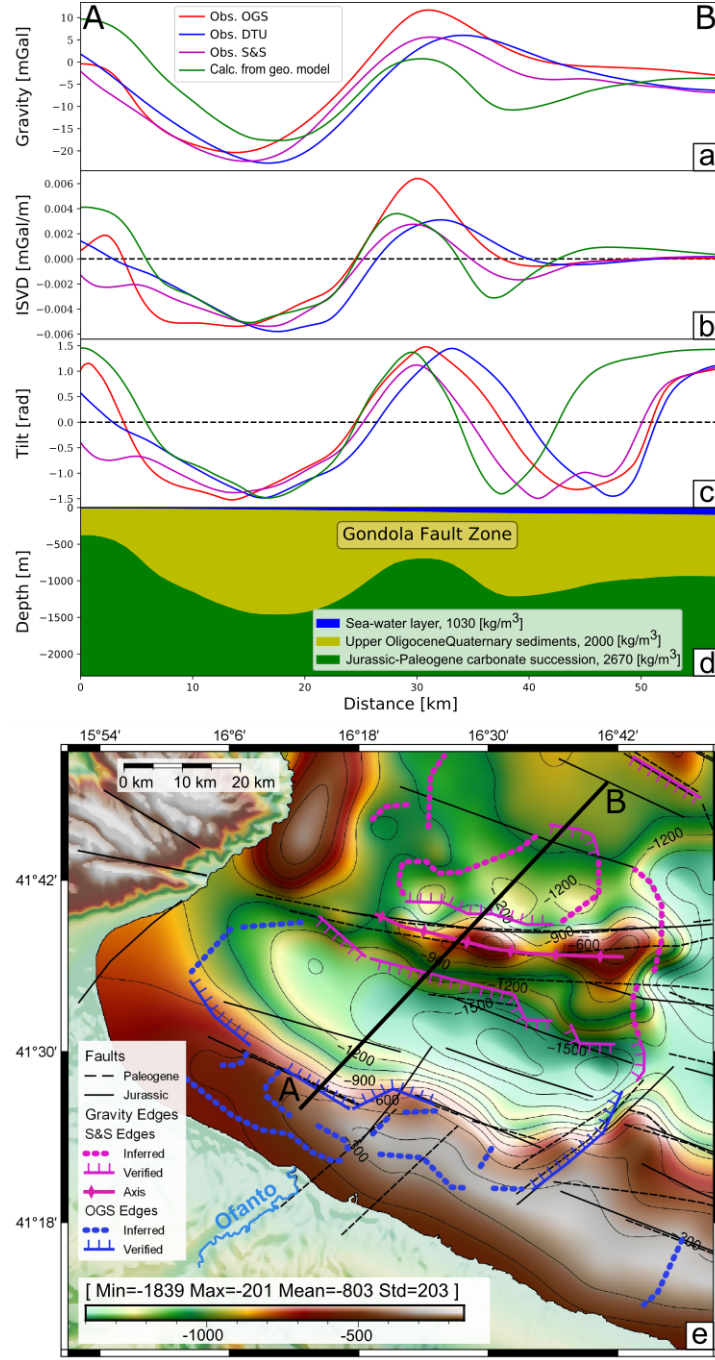 A
B
Obs. OGS
Obs. DTU
Obs. S&S
Calc. from geo. model
Gravity [mGal]
10
5
0
−5
−10
−15
−20
a
ISVD [mGal/m]
0.006
0.004
0.002
0.000
−0.002
−0.004
−0.006
b
Tilt [rad]
1.5
1.0
0.5
0.0
−0.5
−1.0
−1.5
c
Depth [m]
0
−500
−1000
−1500
−2000
Gondola Fault Zone
Sea-water layer, 1030 [kg/m³]
Upper OligoceneQuaternary sediments, 2000 [kg/m³]
Jurassic-Paleogene carbonate succession, 2670 [kg/m³]
d
0 10 20 30 40 50
Distance [km]
15°54' 16°6' 16°18' 16°30' 16°42'
0 km 10 km 20 km
41°42'
41°30'
41°18'
B
−1200
−1200
−1200
−900
−600
−900
−1200
−1500
−1500
−1200
−900
600
A
−200
Ofanto
Faults
Paleogene
Jurassic
Gravity Edges
S&S Edges
Inferred
Verified
Axis
OGS Edges
Inferred
Verified
[ Min=-1839 Max=-201 Mean=-803 Std=203 ]
-1000 -500
e